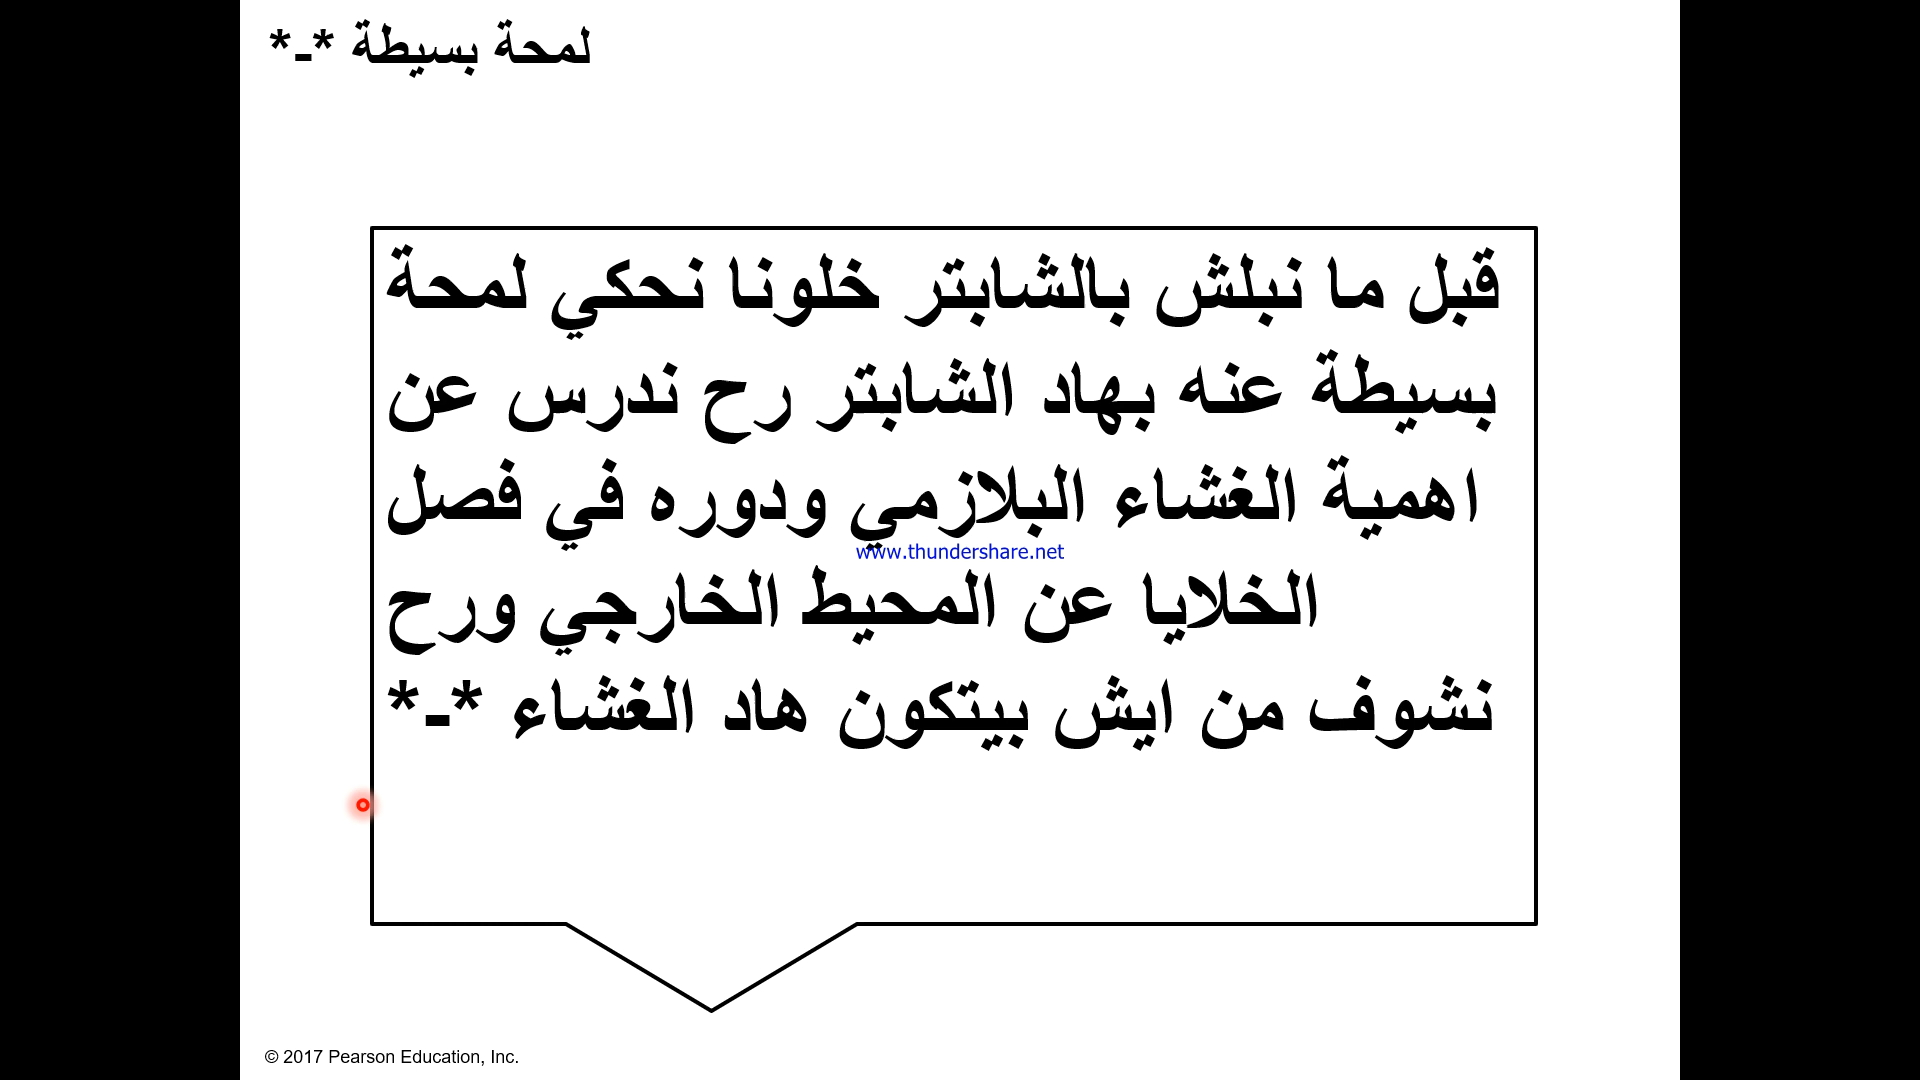 لمحة بسيطة *-*
قبل ما نبلش بالشابتر خلونا نحكي لمحة
بسيطة عنه بهاد الشابتر رح ندرس عن
اهمية الغشاء البلازمي ودوره في فصل
www.thundershare.net
الخلايا عن المحيط الخارجي ورح
نشوف من ايش بيتكون هاد الغشاء *-*
© 2017 Pearson Education, Inc.